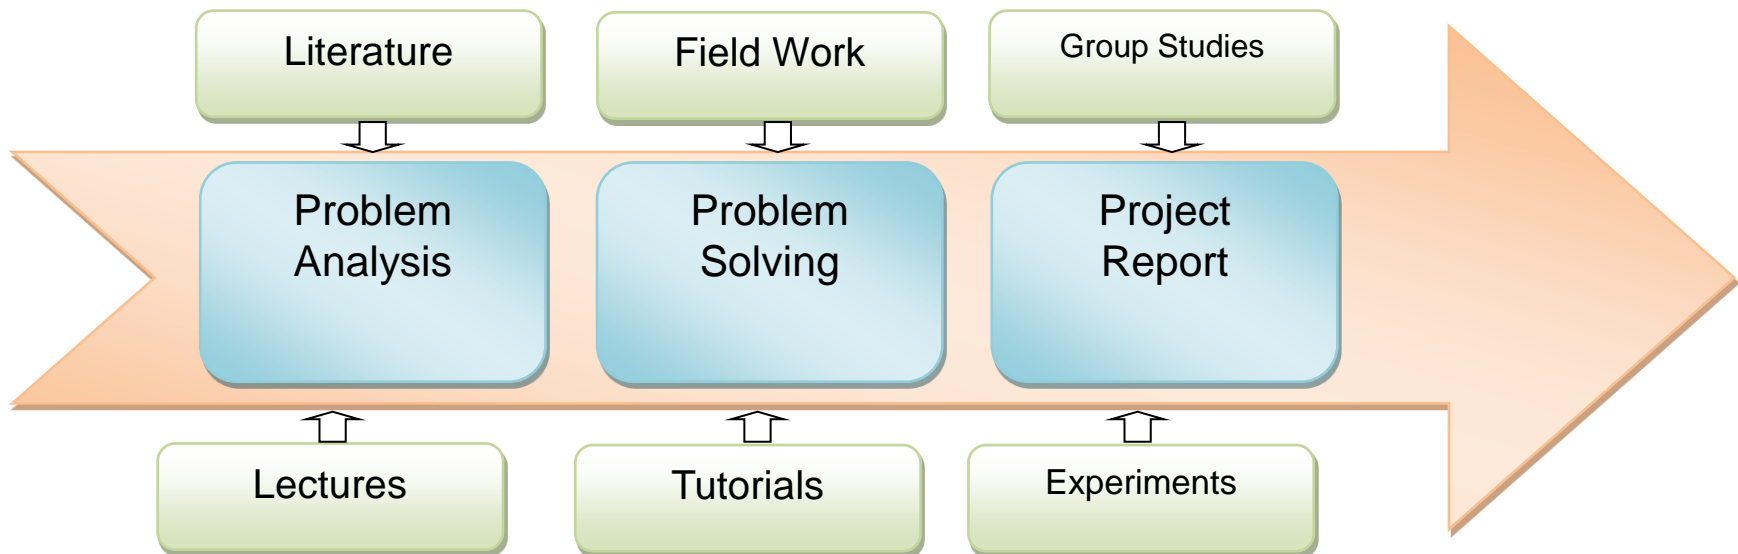 Literature
Field Work
Group Studies
Problem
Analysis
Problem
Solving
Project
Report
Lectures
Tutorials
Experiments